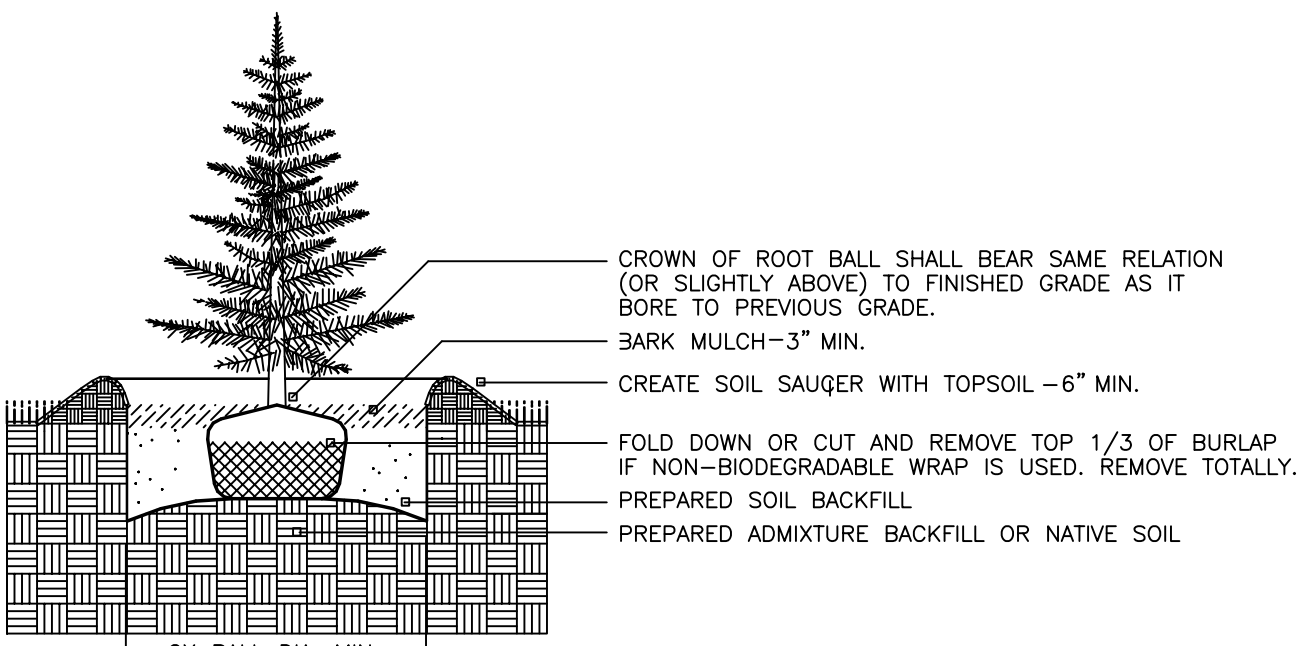 CROWN OF ROOT BALL SHALL BEAR SAME RELATION
(OR SLIGHTLY ABOVE) TO FINISHED GRADE AS IT
BORE TO PREVIOUS GRADE.
BARK MULCH-3" MIN.
CREATE SOIL SAUCER WITH TOPSOIL -6" MIN.
FOLD DOWN OR CUT AND REMOVE TOP 1/3 OF BURLAP
IF NON-BIODEGRADABLE WRAP IS USED. REMOVE TOTALLY.
PREPARED SOIL BACKFILL
PREPARED ADMIXTURE BACKFILL OR NATIVE SOIL